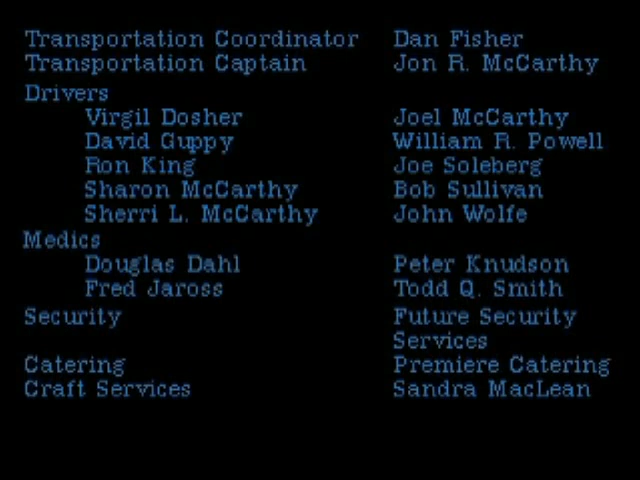 Transportation Coordinator Dan Fisher
Transportation Captain Jon R. McCarthy
Drivers
Virgil Dosher Joel McCarthy
David Guppy William R. Powell
Ron King Joe Soleberg
Sharon McCarthy Bob Sullivan
Sherri L. McCarthy John Wolfe
Medics
Douglas Dahl Peter Knudson
Fred Jaross Todd Q. Smith
Security Future Security
Services
Catering Premiere Catering
Craft Services Sandra MacLean